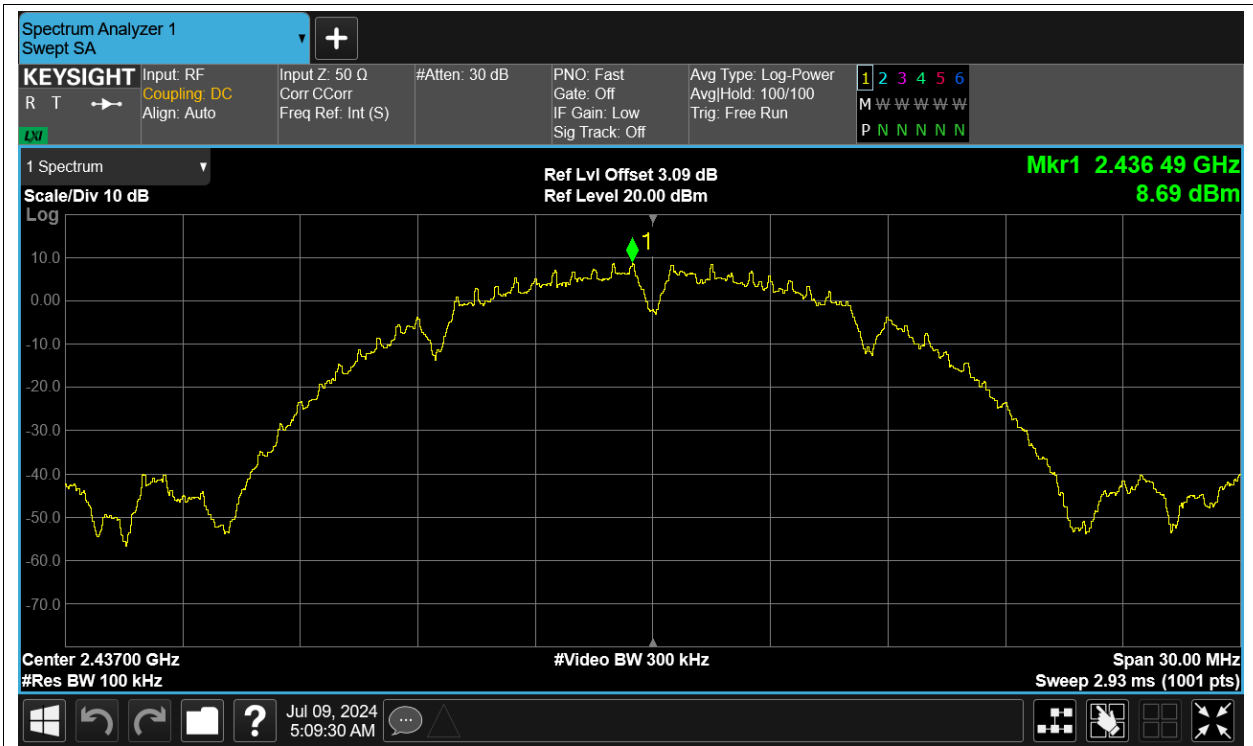 Spectrum Analyzer 1
Swept SA
KEYSIGHT
R T
LXI
Input: RF
Coupling: DC
Align: Auto
Input Z: 50 Ω
Corr CCorr
Freq Ref: Int (S)
#Atten: 30 dB
PNO: Fast
Gate: Off
IF Gain: Low
Sig Track: Off
Avg Type: Log-Power
Avg|Hold: 100/100
Trig: Free Run
1 2 3 4 5 6
M W W W W W
P N N N N N
1 Spectrum
Scale/Div 10 dB
Log
Ref Lvl Offset 3.09 dB
Ref Level 20.00 dBm
Mkr1 2.436 49 GHz
8.69 dBm
1
10.0
0.00
-10.0
-20.0
-30.0
-40.0
-50.0
-60.0
-70.0
Center 2.43700 GHz
#Res BW 100 kHz
#Video BW 300 kHz
Span 30.00 MHz
Sweep 2.93 ms (1001 pts)
?
Jul 09, 2024
5:09:30 AM